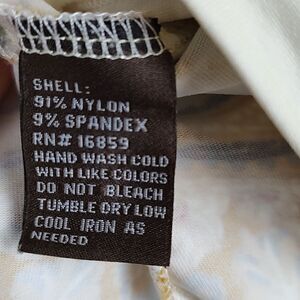 SHELL:
91% NYLON
9% SPANDEX
RN# 16859
HAND WASH COLD
WITH LIKE COLORS
DO NOT BLEACH
TUMBLE DRY LOW
COOL IRON AS
NEEDED